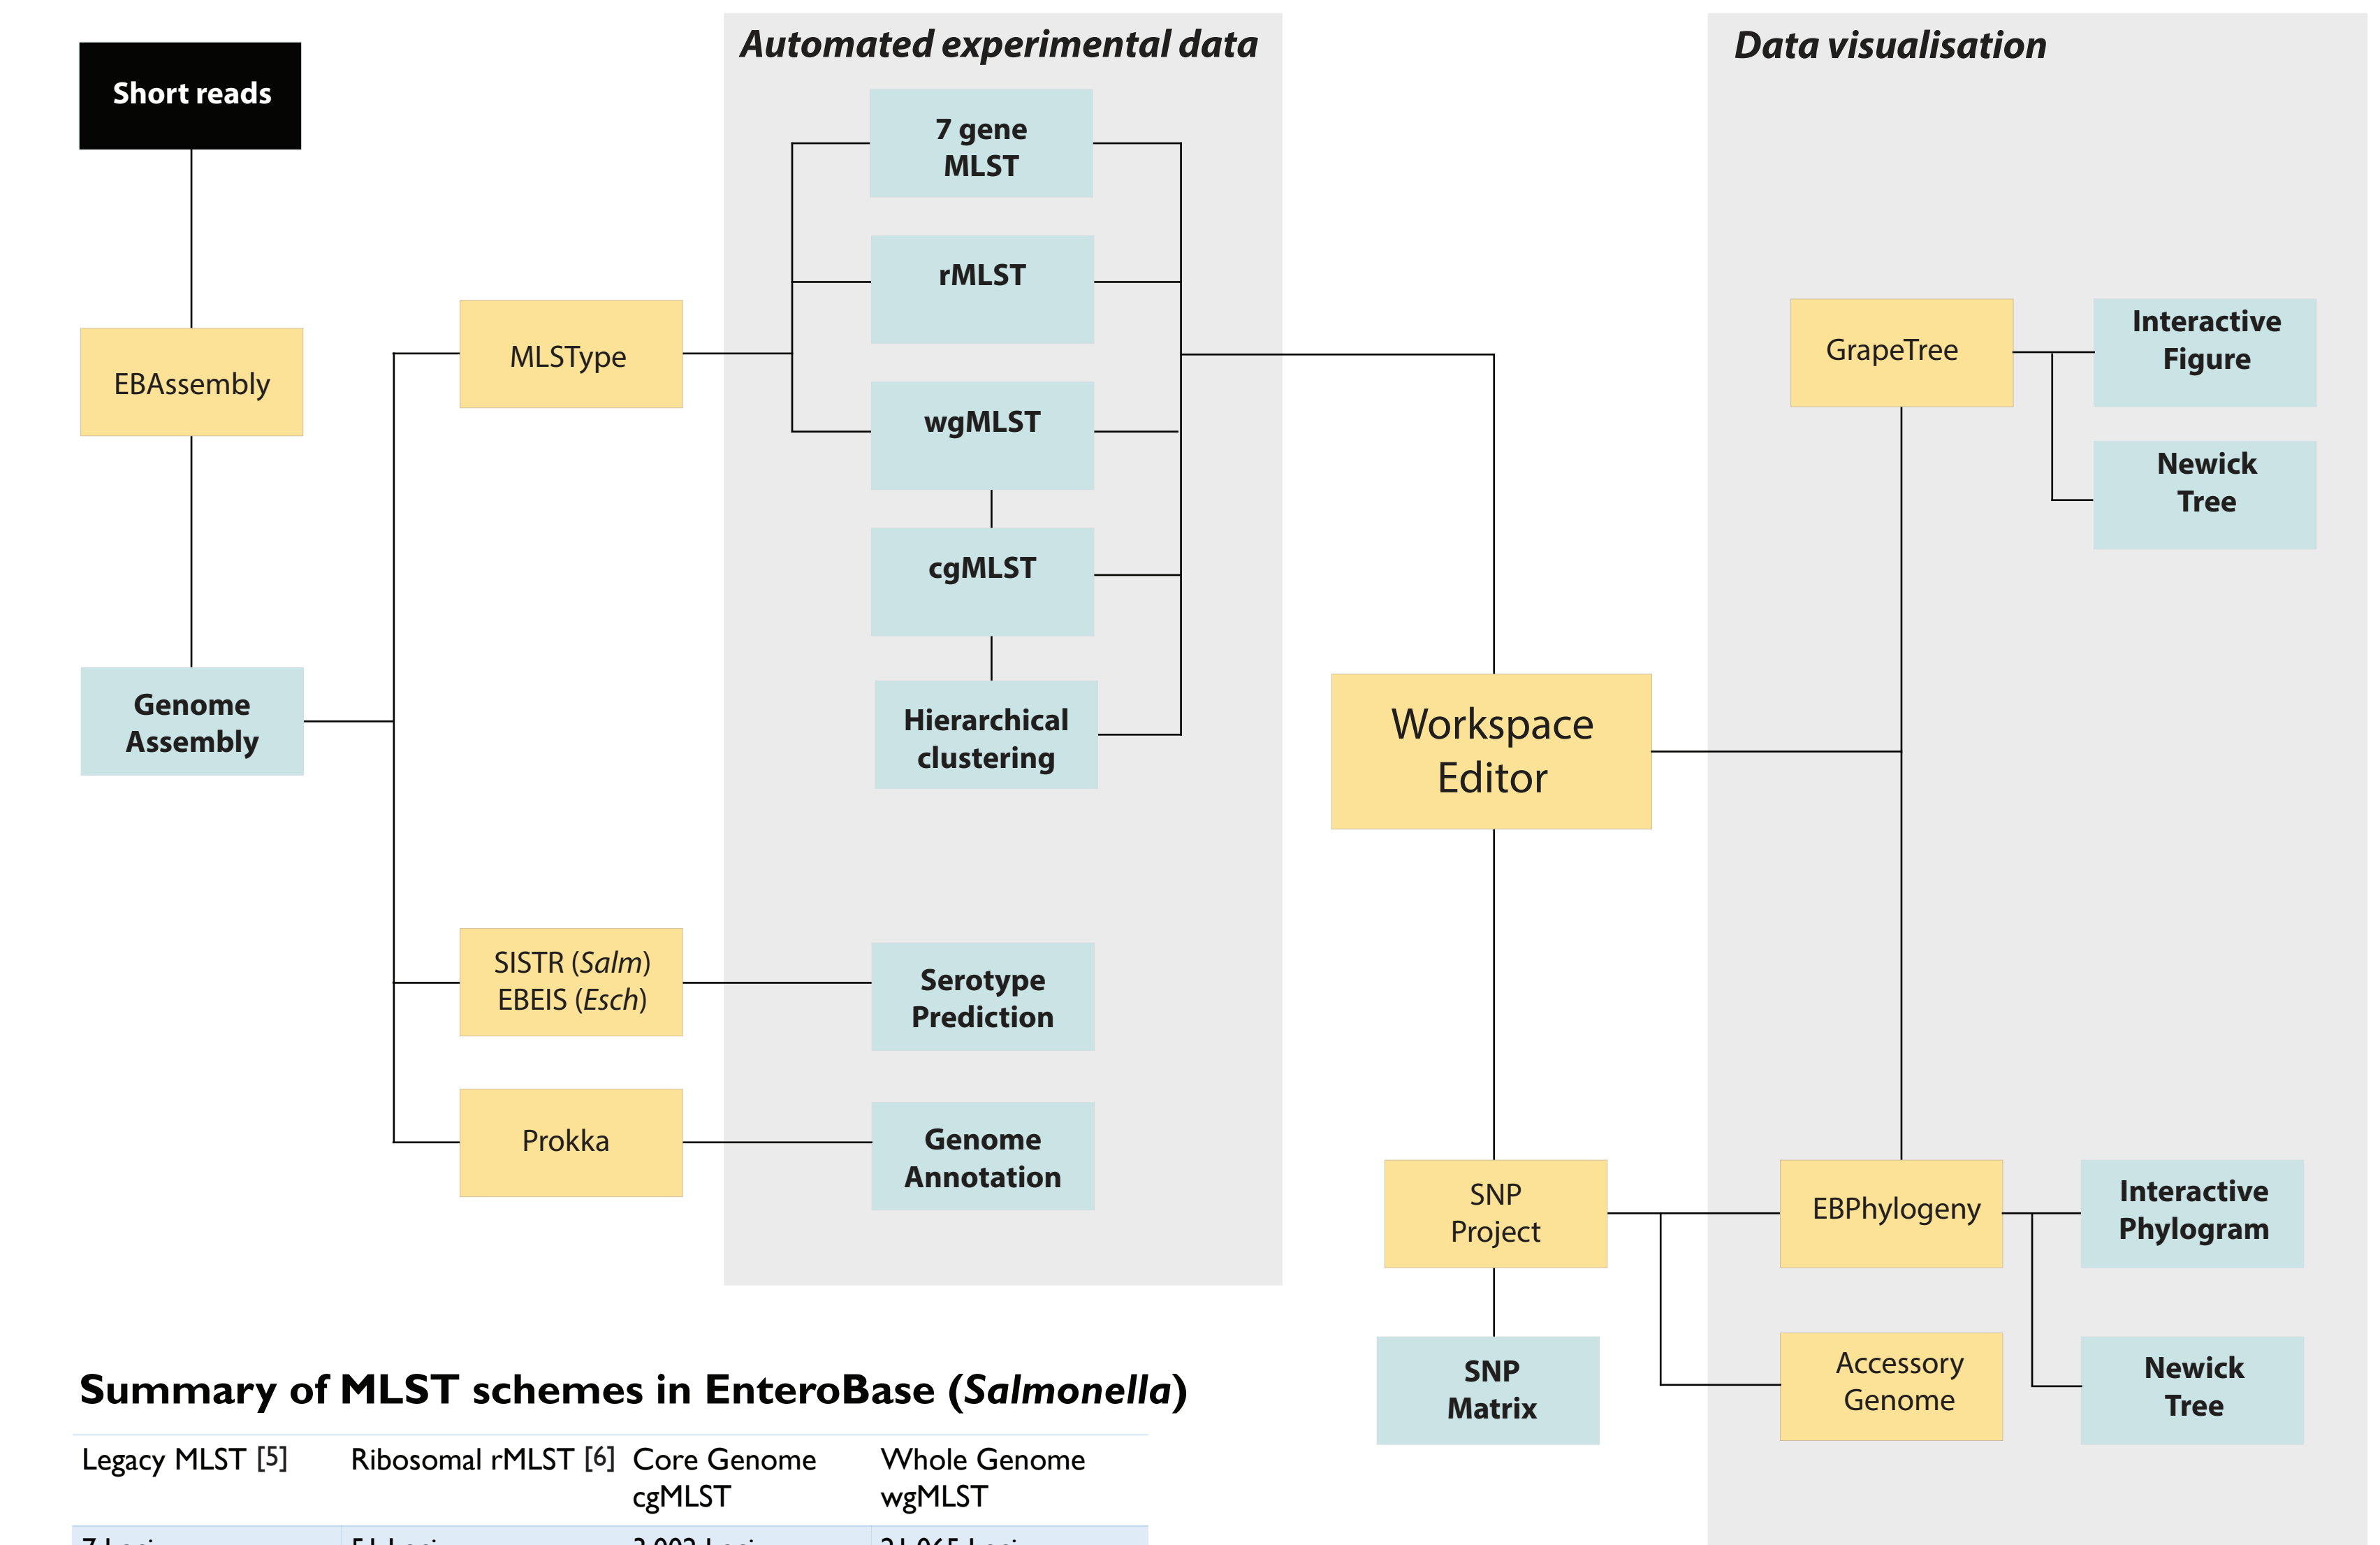 Automated experimental data
Data visualisation
Short reads
7 gene
MLST
rMLST
MLSType
EBAssembly
wgMLST
cgMLST
Genome
Assembly
Hierarchical
clustering
GrapeTree
Interactive
Figure
Newick
Tree
Workspace
Editor
SISTR (Salm)
EBEIS (Esch)
Serotype
Prediction
Prokka
Genome
Annotation
SNP
Project
EBPhylogeny
Interactive
Phylogram
SNP
Matrix
Accessory
Genome
Newick
Tree
Summary of MLST schemes in EnteroBase (Salmonella)
Legacy MLST [5] Ribosomal rMLST [6] Core Genome Whole Genome
cgMLST wgMLST